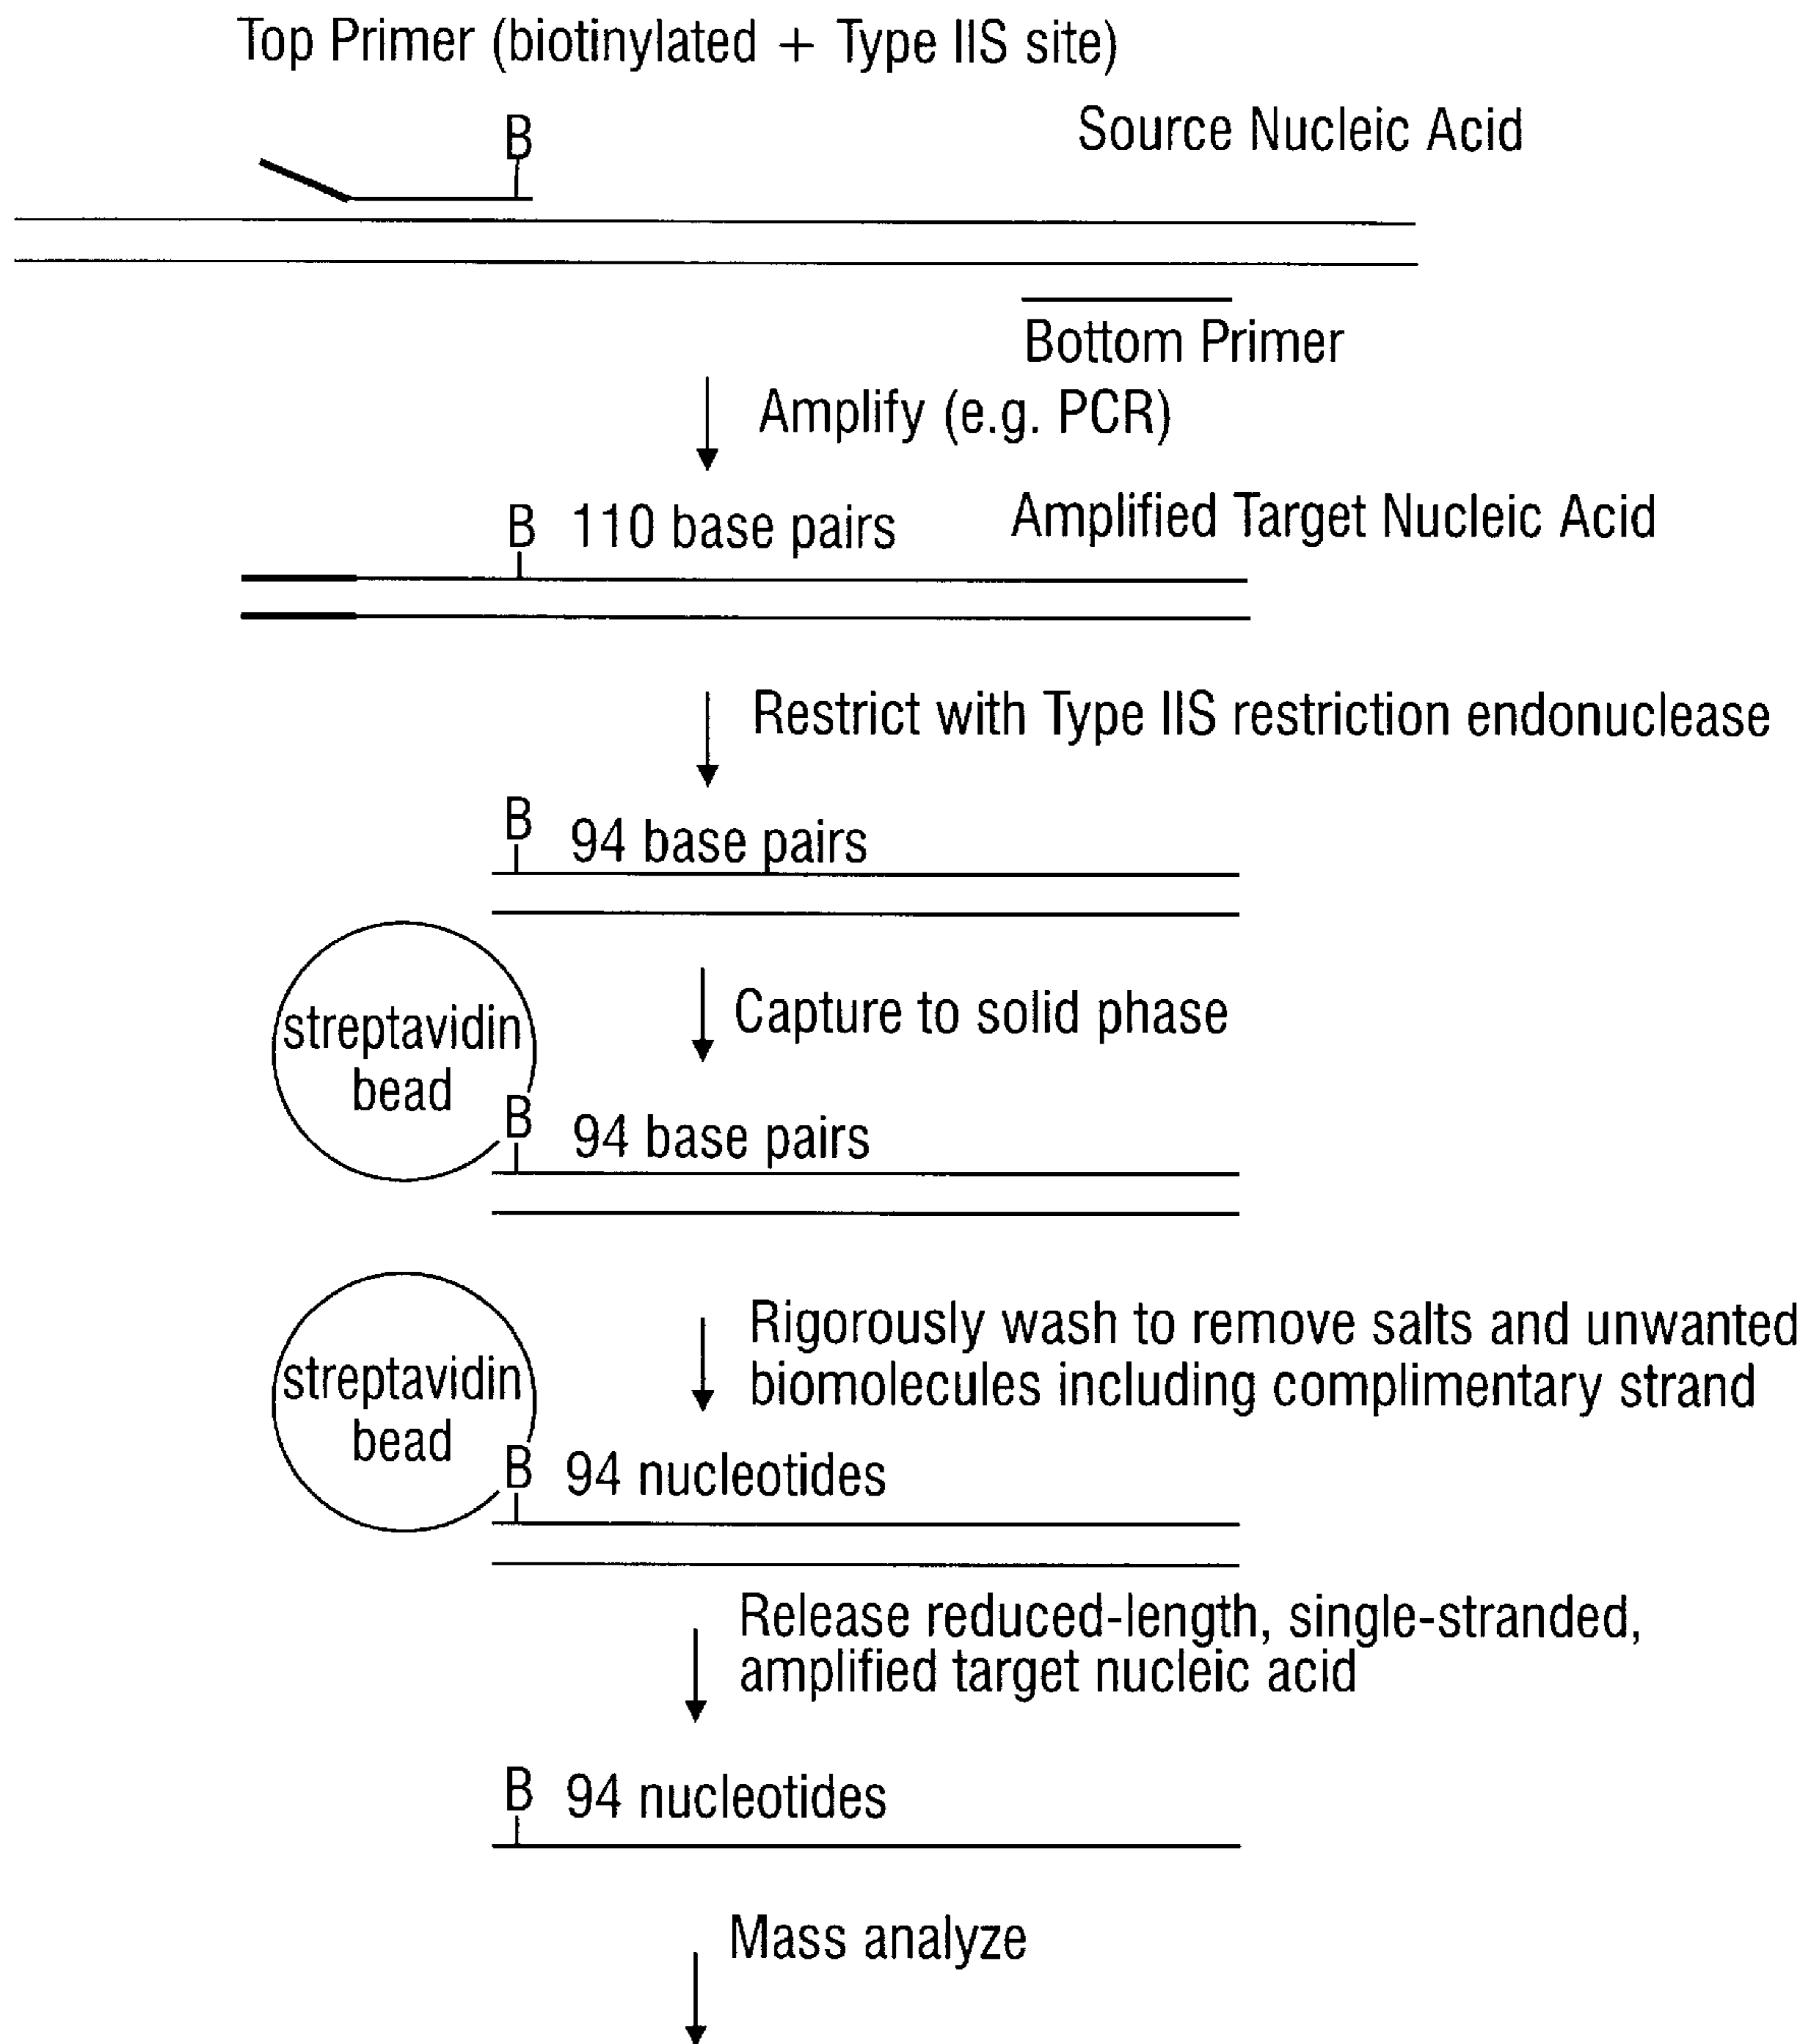 Top Primer (biotinylated + Type IIS site)
B
Source Nucleic Acid
Bottom Primer
Amplify (e.g. PCR)
B 110 base pairs
Amplified Target Nucleic Acid
Restrict with Type IIS restriction endonuclease
B 94 base pairs
streptavidin
bead
Capture to solid phase
B 94 base pairs
streptavidin
bead
Rigorously wash to remove salts and unwanted
biomolecules including complimentary strand
B 94 nucleotides
Release reduced-length, single-stranded,
amplified target nucleic acid
B 94 nucleotides
Mass analyze